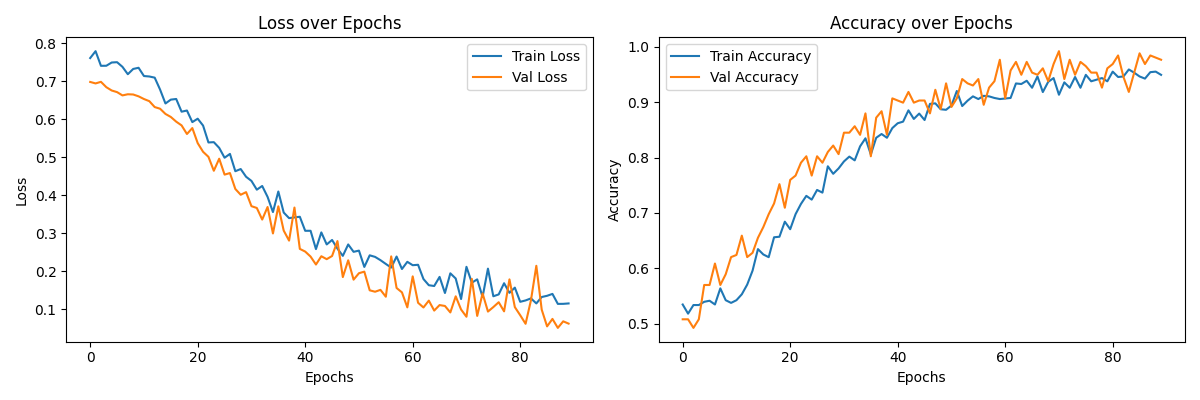 Loss over Epochs
Loss
0.8
0.7
0.6
0.5
0.4
0.3
0.2
0.1
0
20
40
60
80
Epochs
Train Loss
Val Loss
Accuracy over Epochs
Accuracy
1.0
0.9
0.8
0.7
0.6
0.5
0
20
40
60
80
Epochs
Train Accuracy
Val Accuracy